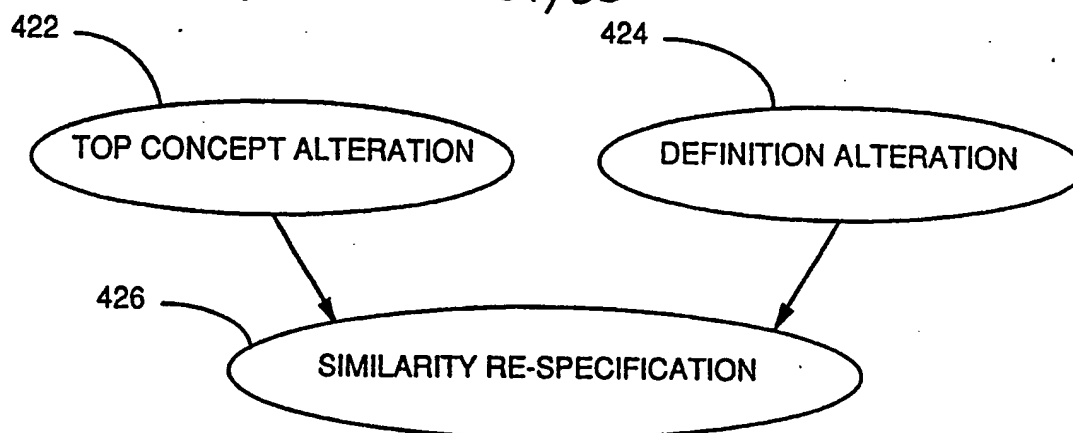 422
424
TOP CONCEPT ALTERATION
DEFINITION ALTERATION
426
SIMILARITY RE-SPECIFICATION